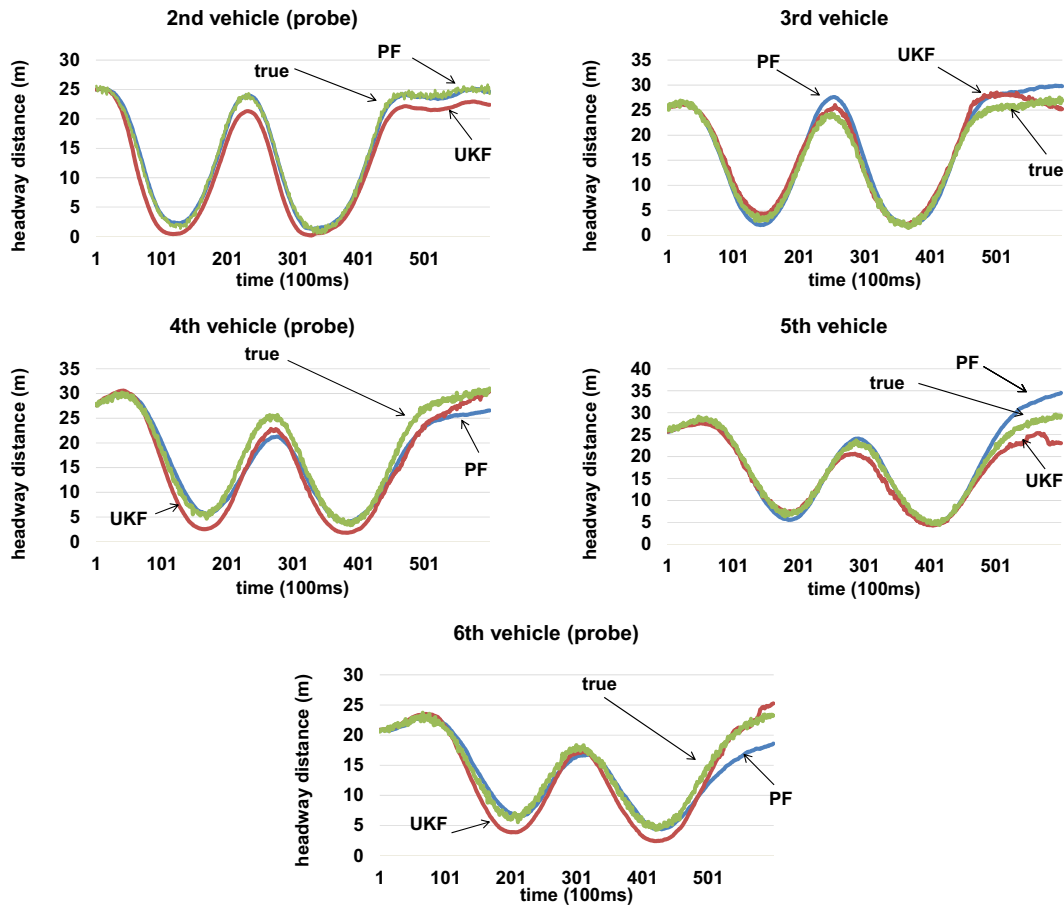 2nd vehicle (probe)
headway distance (m)
30
25
20
15
10
5
0
PF
true
UKF
1 101 201 301 401 501
time (100ms)
3rd vehicle
headway distance (m)
35
30
25
20
15
10
5
0
PF
UKF
true
1 101 201 301 401 501
time (100ms)
4th vehicle (probe)
headway distance (m)
35
30
25
20
15
10
5
0
true
UKF
PF
1 101 201 301 401 501
time (100ms)
5th vehicle
headway distance (m)
40
35
30
25
20
15
10
5
0
PF
true
UKF
1 101 201 301 401 501
time (100ms)
6th vehicle (probe)
headway distance (m)
30
25
20
15
10
5
0
true
UKF
PF
1 101 201 301 401 501
time (100ms)